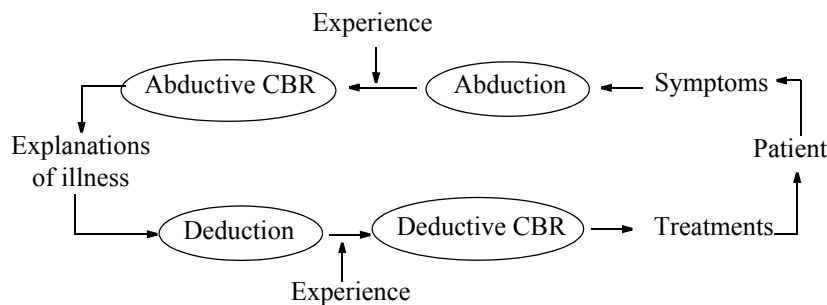 Experience
Abductive CBR
Abduction
Symptoms
Explanations
of illness
Patient
Deduction
Deductive CBR
Treatments
Experience